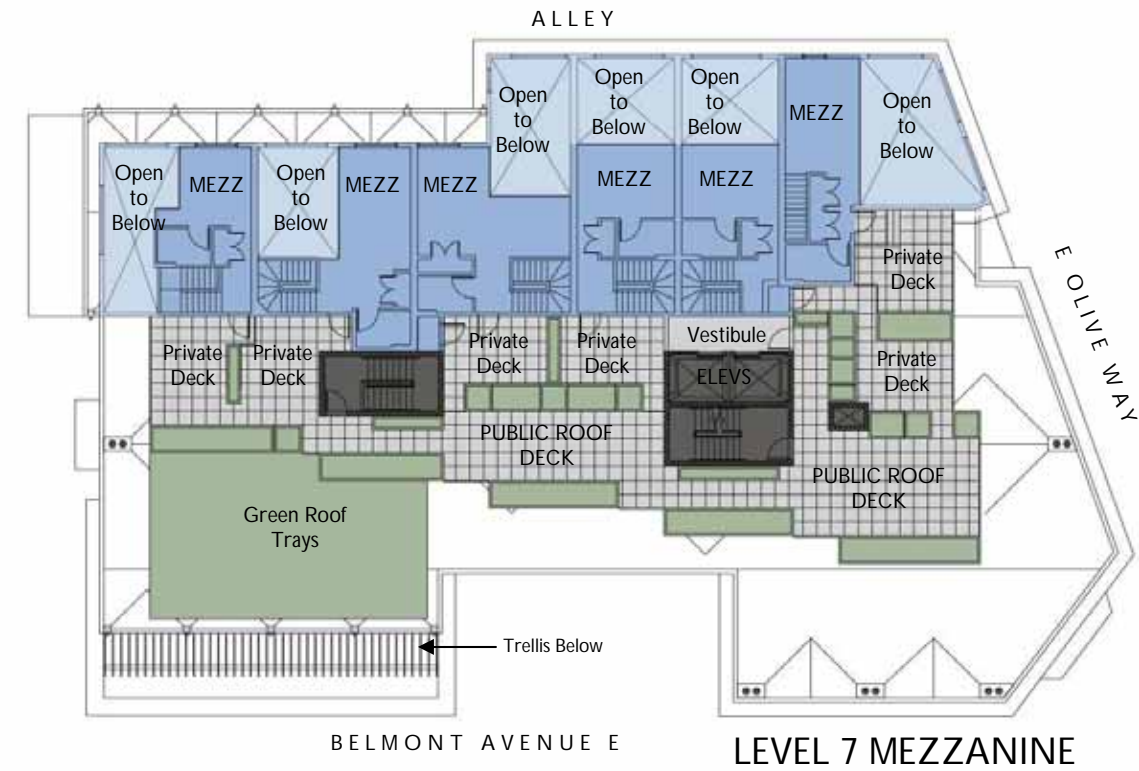 ALLEY
Open
to
Below
Open
to
Below
Open
to
Below
MEZZ
Open
to
Below
Open
to
Below
MEZZ
Open
to
Below
MEZZ
MEZZ
MEZZ
MEZZ
E OLIVE WAY
Private
Deck
Private
Deck
Private
Deck
Private
Deck
Private
Deck
Vestibule
ELEVS
Private
Deck
PUBLIC ROOF
DECK
PUBLIC ROOF
DECK
Green Roof
Trays
Trellis Below
BELMONT AVENUE E
LEVEL 7 MEZZANINE